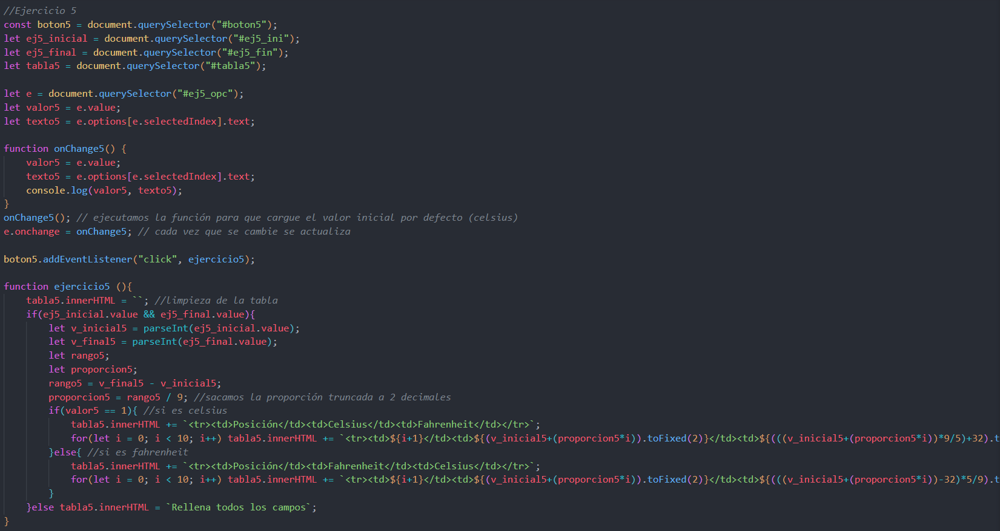 //Ejercicio 5
const boton5 = document.querySelector("#boton5");
let ej5_inicial = document.querySelector("#ej5_ini");
let ej5_final = document.querySelector("#ej5_fin");
let tabla5 = document.querySelector("#tabla5");

let e = document.querySelector("#ej5_opc");
let valor5 = e.value;
let texto5 = e.options[e.selectedIndex].text;

function onChange5() {
    valor5 = e.value;
    texto5 = e.options[e.selectedIndex].text;
    console.log(valor5, texto5);
}
onChange5(); // ejecutamos la función para que cargue el valor inicial por defecto (celsius)
e.onchange = onChange5; // cada vez que se cambie se actualiza

boton5.addEventListener("click", ejercicio5);

function ejercicio5 (){
    tabla5.innerHTML = ``; //limpieza de la tabla
    if(ej5_inicial.value && ej5_final.value){
        let v_inicial5 = parseInt(ej5_inicial.value);
        let v_final5 = parseInt(ej5_final.value);
        let rango5;
        let proporcion5;
        rango5 = v_final5 - v_inicial5;
        proporcion5 = rango5 / 9; //sacamos la proporción truncada a 2 decimales
        if(valor5 == 1){ //si es celsius
            tabla5.innerHTML += `<tr><td>Posición</td><td>Celsius</td><td>Fahrenheit</td></tr>`;
            for(let i = 0; i < 10; i++) tabla5.innerHTML += `<tr><td>${i+1}</td><td>${(v_inicial5+(proporcion5*i)).toFixed(2)}</td><td>${(((v_inicial5+(proporcion5*i))*9/5)+32).t
        }else{ //si es fahrenheit
            tabla5.innerHTML += `<tr><td>Posición</td><td>Fahrenheit</td><td>Celsius</td></tr>`;
            for(let i = 0; i < 10; i++) tabla5.innerHTML += `<tr><td>${i+1}</td><td>${(v_inicial5+(proporcion5*i)).toFixed(2)}</td><td>${(((v_inicial5+(proporcion5*i))-32)*5/9).t
        }
    }else tabla5.innerHTML = `Rellena todos los campos`;
}